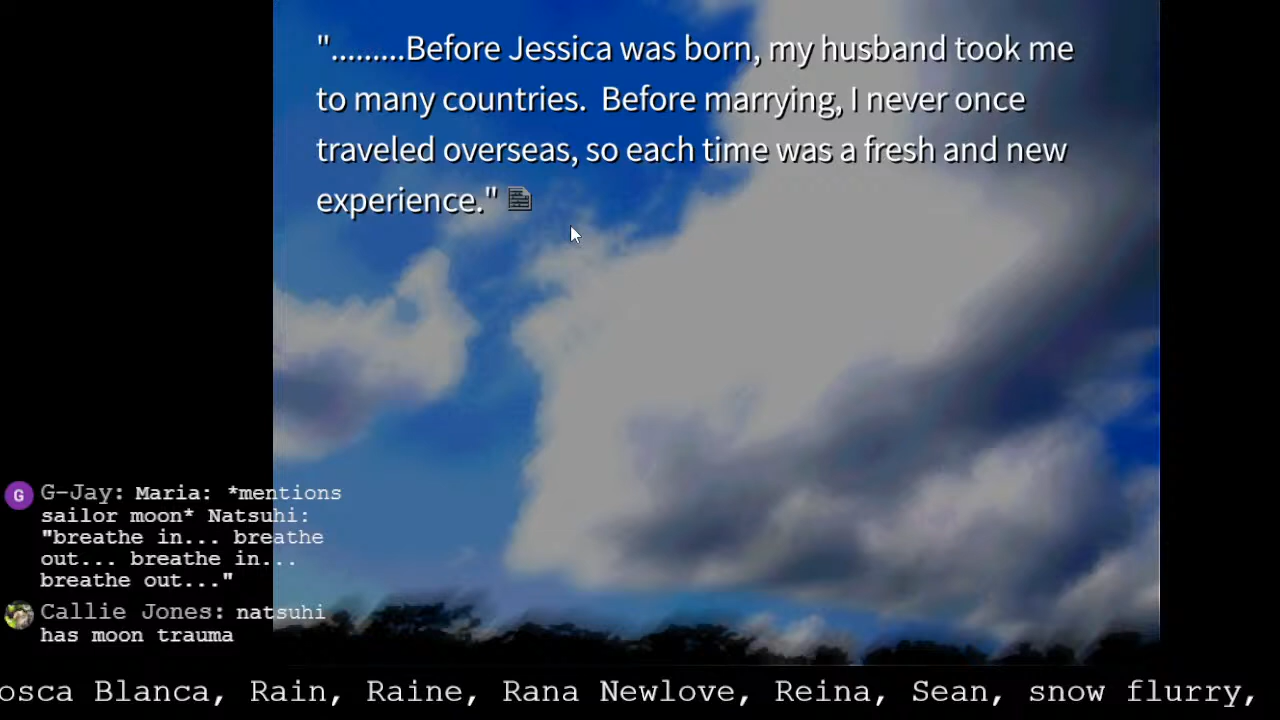 ".........Before Jessica was born, my husband took me
to many countries.  Before marrying, I never once
traveled overseas, so each time was a fresh and new
experience."
G
G-Jay: Maria: *mentions
sailor moon* Natsuhi:
"breathe in... breathe
out... breathe in...
breathe out..."
Callie Jones: natsuhi
has moon trauma
osca Blanca, Rain, Raine, Rana Newlove, Reina, Sean, snow flurry,